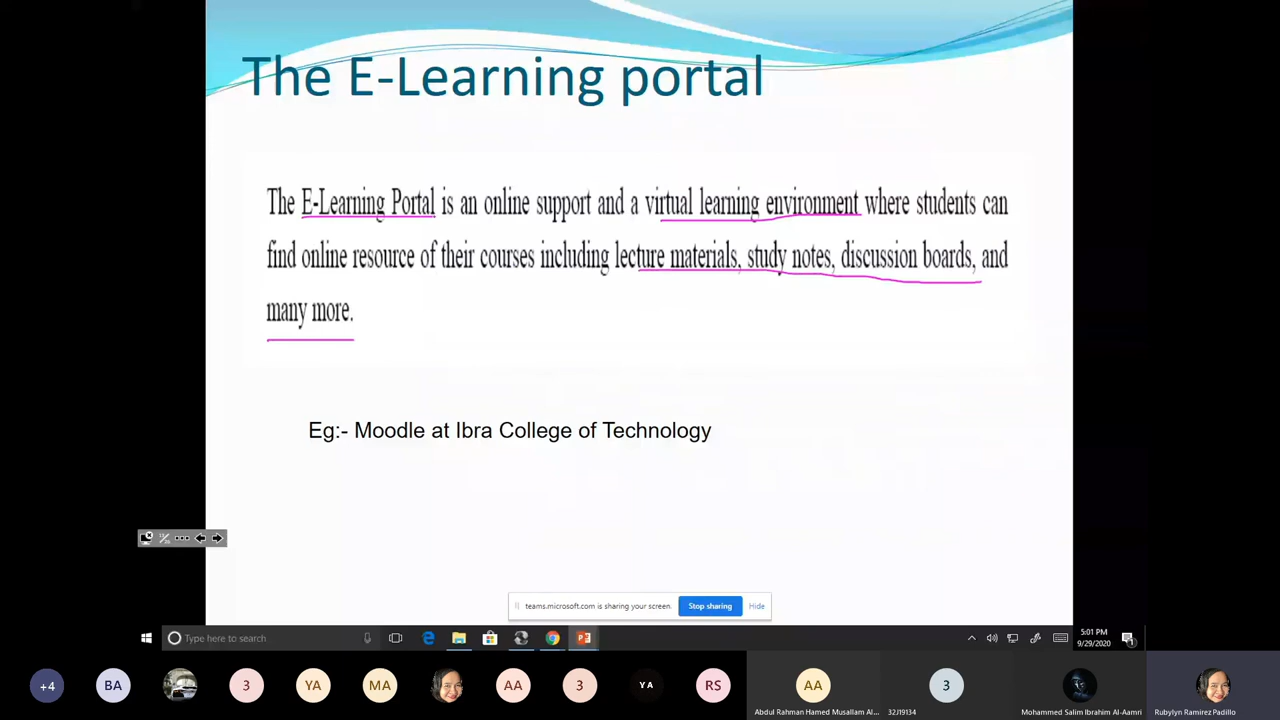 The E-Learning portal
The E-Learning Portal is an online support and a virtual learning environment where students can
find online resource of their courses including lecture materials, study notes, discussion boards, and
many more.
Eg:- Moodle at Ibra College of Technology
teams.microsoft.com is sharing your screen.
Stop sharing
Hide
Type here to search
5:01 PM
9/29/2020
+4
BA
3
YA
MA
AA
3
Y A
RS
AA
3
Abdul Rahman Hamed Musallam Al...
32J19134
Mohammed Salim Ibrahim Al-Aamri
Rubylyn Ramirez Padillo